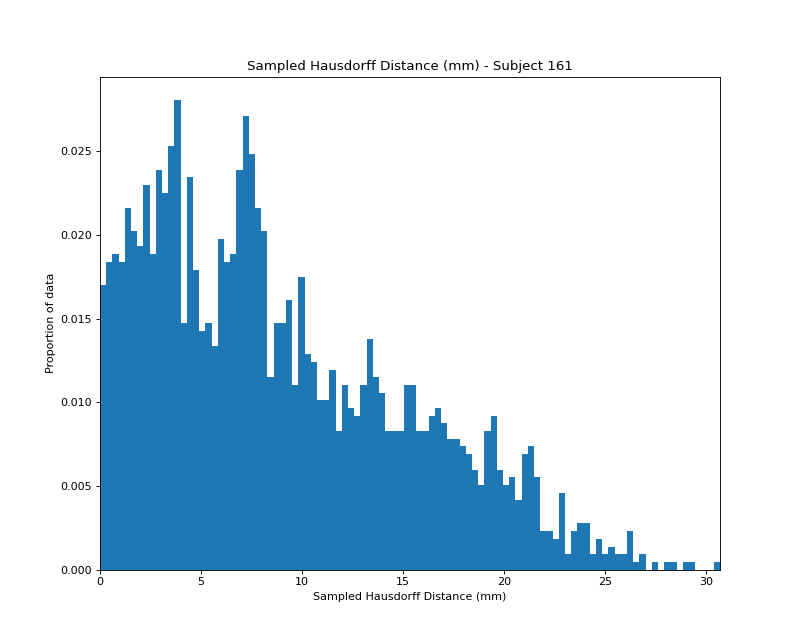 Sampled Hausdorff Distance (mm) - Subject 161
Proportion of data
0.025
0.020
0.015
0.010
0.005
0.000
0 5 10 15 20 25 30
Sampled Hausdorff Distance (mm)